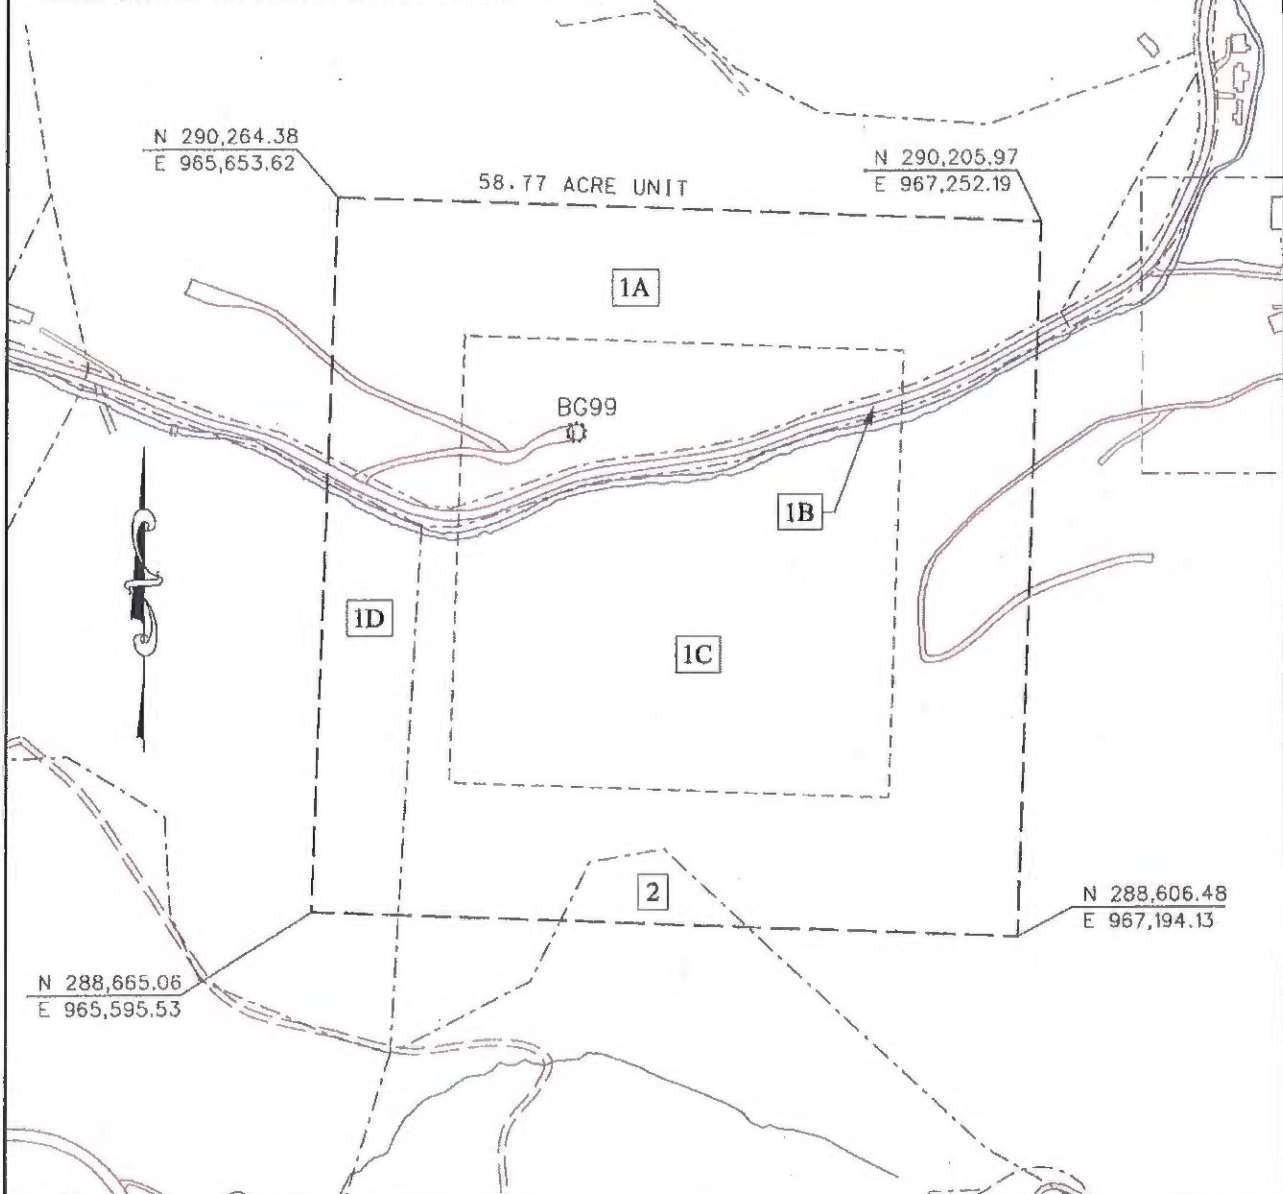 N 290,264.38
E 965,653.62
58.77 ACRE UNIT
N 290,205.97
E 967,252.19
1A
BG99
1B
1D
1C
2
N 288,606.48
E 967,194.13
N 288,665.06
E 965,595.53